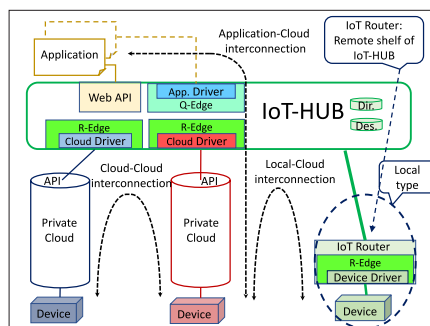 Application-Cloud
interconnection
IoT Router:
Remote shelf of
IoT-HUB
Application
Web API
App. Driver
Q-Edge
IoT-HUB
Dir.
Des.
R-Edge
Cloud Driver
R-Edge
Cloud Driver
API
Cloud-Cloud
interconnection
API
Local-Cloud
interconnection
Local
type
Private
Cloud
Private
Cloud
IoT Router
R-Edge
Device Driver
Device
Device
Device